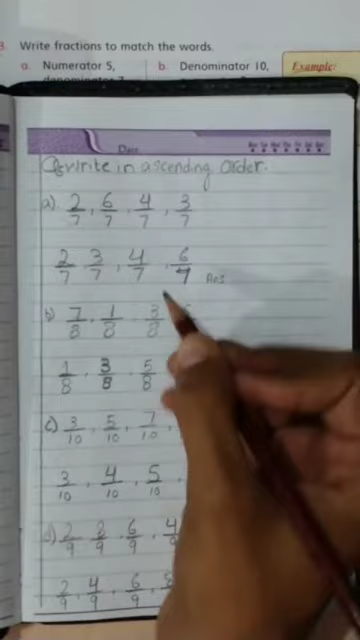 3. Write fractions to match the words.
a. Numerator 5, b. Denominator 10, Example:
Date
Q5 write in ascending order.
a) 2/7, 6/7, 4/7, 3/7
2/7, 3/7, 4/7, 6/7 Ans
b) 7/8, 1/8, 3/8
1/8, 3/8, 5/8
c) 3/10, 5/10, 7/10,
3/10, 4/10, 5/10,
d) 2/9, 8/9, 6/9, 4/9
2/9, 4/9, 6/9, 8